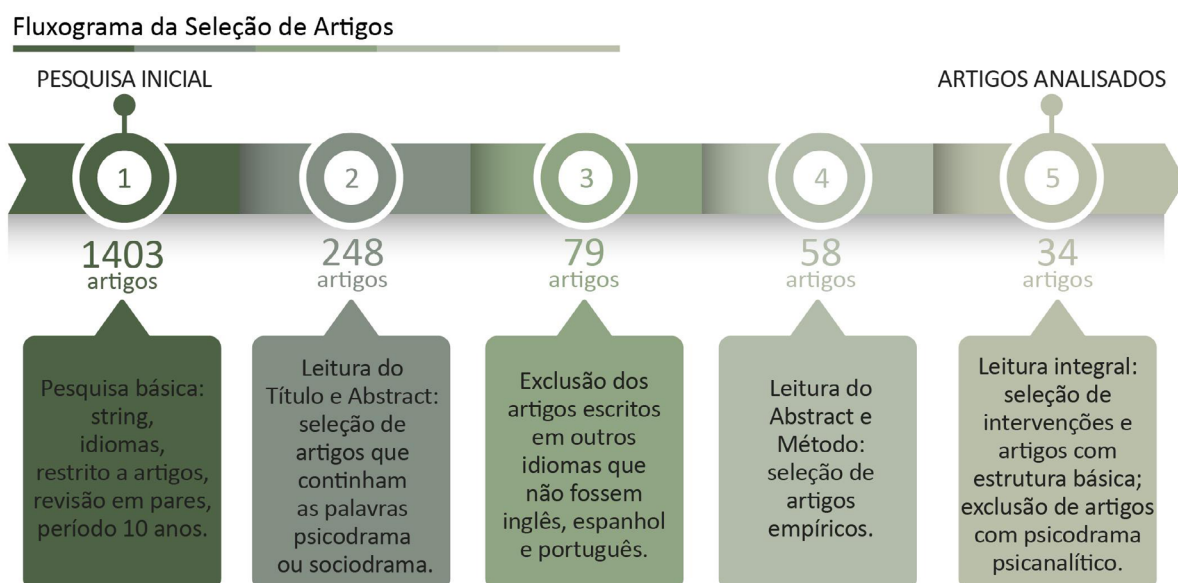 Fluxograma da Seleção de Artigos
PESQUISA INICIAL
ARTIGOS ANALISADOS
1
2
3
4
5
1403
artigos
248
artigos
79
artigos
58
artigos
34
artigos
Pesquisa básica:
string,
idiomas,
restrito a artigos,
revisão em pares,
período 10 anos.
Leitura do
Título e Abstract:
seleção de
artigos que
continham
as palavras
psicodrama
ou sociodrama.
Exclusão dos
artigos escritos
em outros
idiomas que
não fossem
inglês, espanhol
e português.
Leitura do
Abstract e
Método:
seleção de
artigos
empíricos.
Leitura integral:
seleção de
intervenções e
artigos com
estrutura básica;
exclusão de artigos
com psicodrama
psicanalítico.